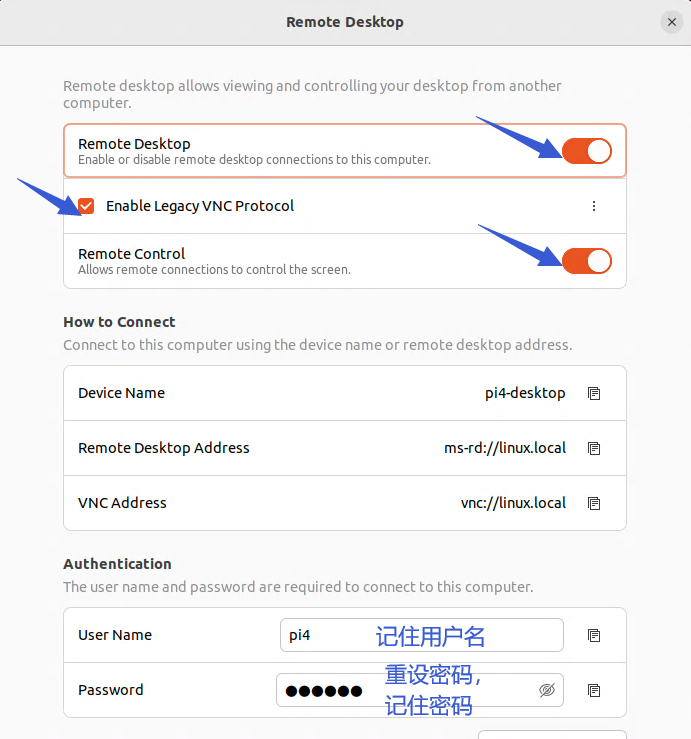 Remote Desktop
Remote desktop allows viewing and controlling your desktop from another
computer.
Remote Desktop
Enable or disable remote desktop connections to this computer.
Enable Legacy VNC Protocol
Remote Control
Allows remote connections to control the screen.
How to Connect
Connect to this computer using the device name or remote desktop address.
Device Name pi4-desktop
Remote Desktop Address ms-rd://linux.local
VNC Address vnc://linux.local
Authentication
The user name and password are required to connect to this computer.
User Name pi4 记住用户名
重设密码，
Password ●●●●●●
记住密码